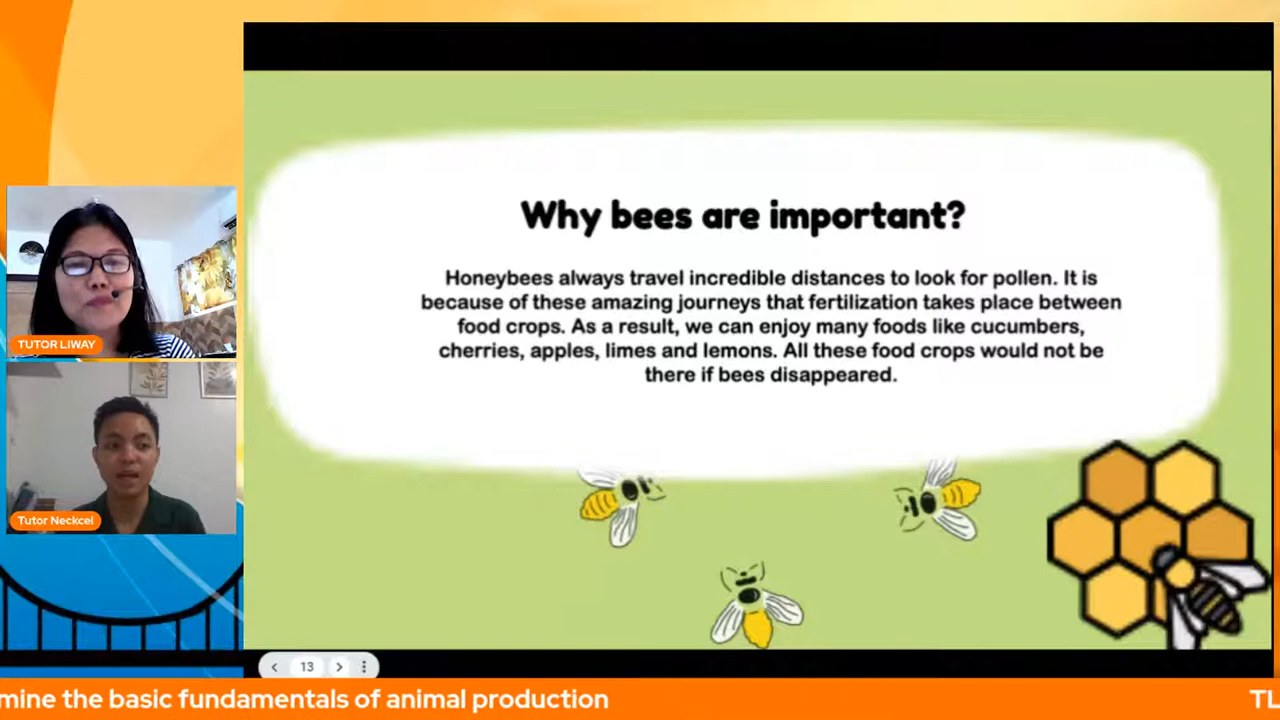 Why bees are important?
Honeybees always travel incredible distances to look for pollen. It is
because of these amazing journeys that fertilization takes place between
food crops. As a result, we can enjoy many foods like cucumbers,
cherries, apples, limes and lemons. All these food crops would not be
there if bees disappeared.
TUTOR LIWAY
Tutor Neckcel
13
mine the basic fundamentals of animal production
TL